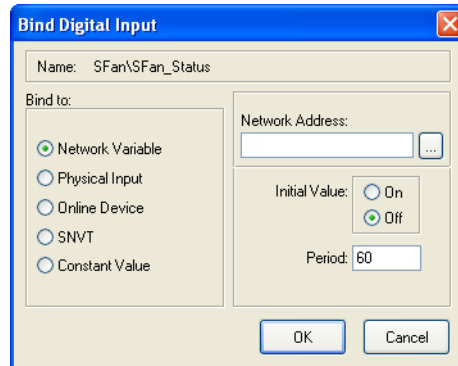 Bind Digital Input
Name: SFan\SFan_Status
Bind to:
Network Variable
Physical Input
Online Device
SNVT
Constant Value
Network Address:
...
Initial Value: On
Off
Period: 60
OK Cancel